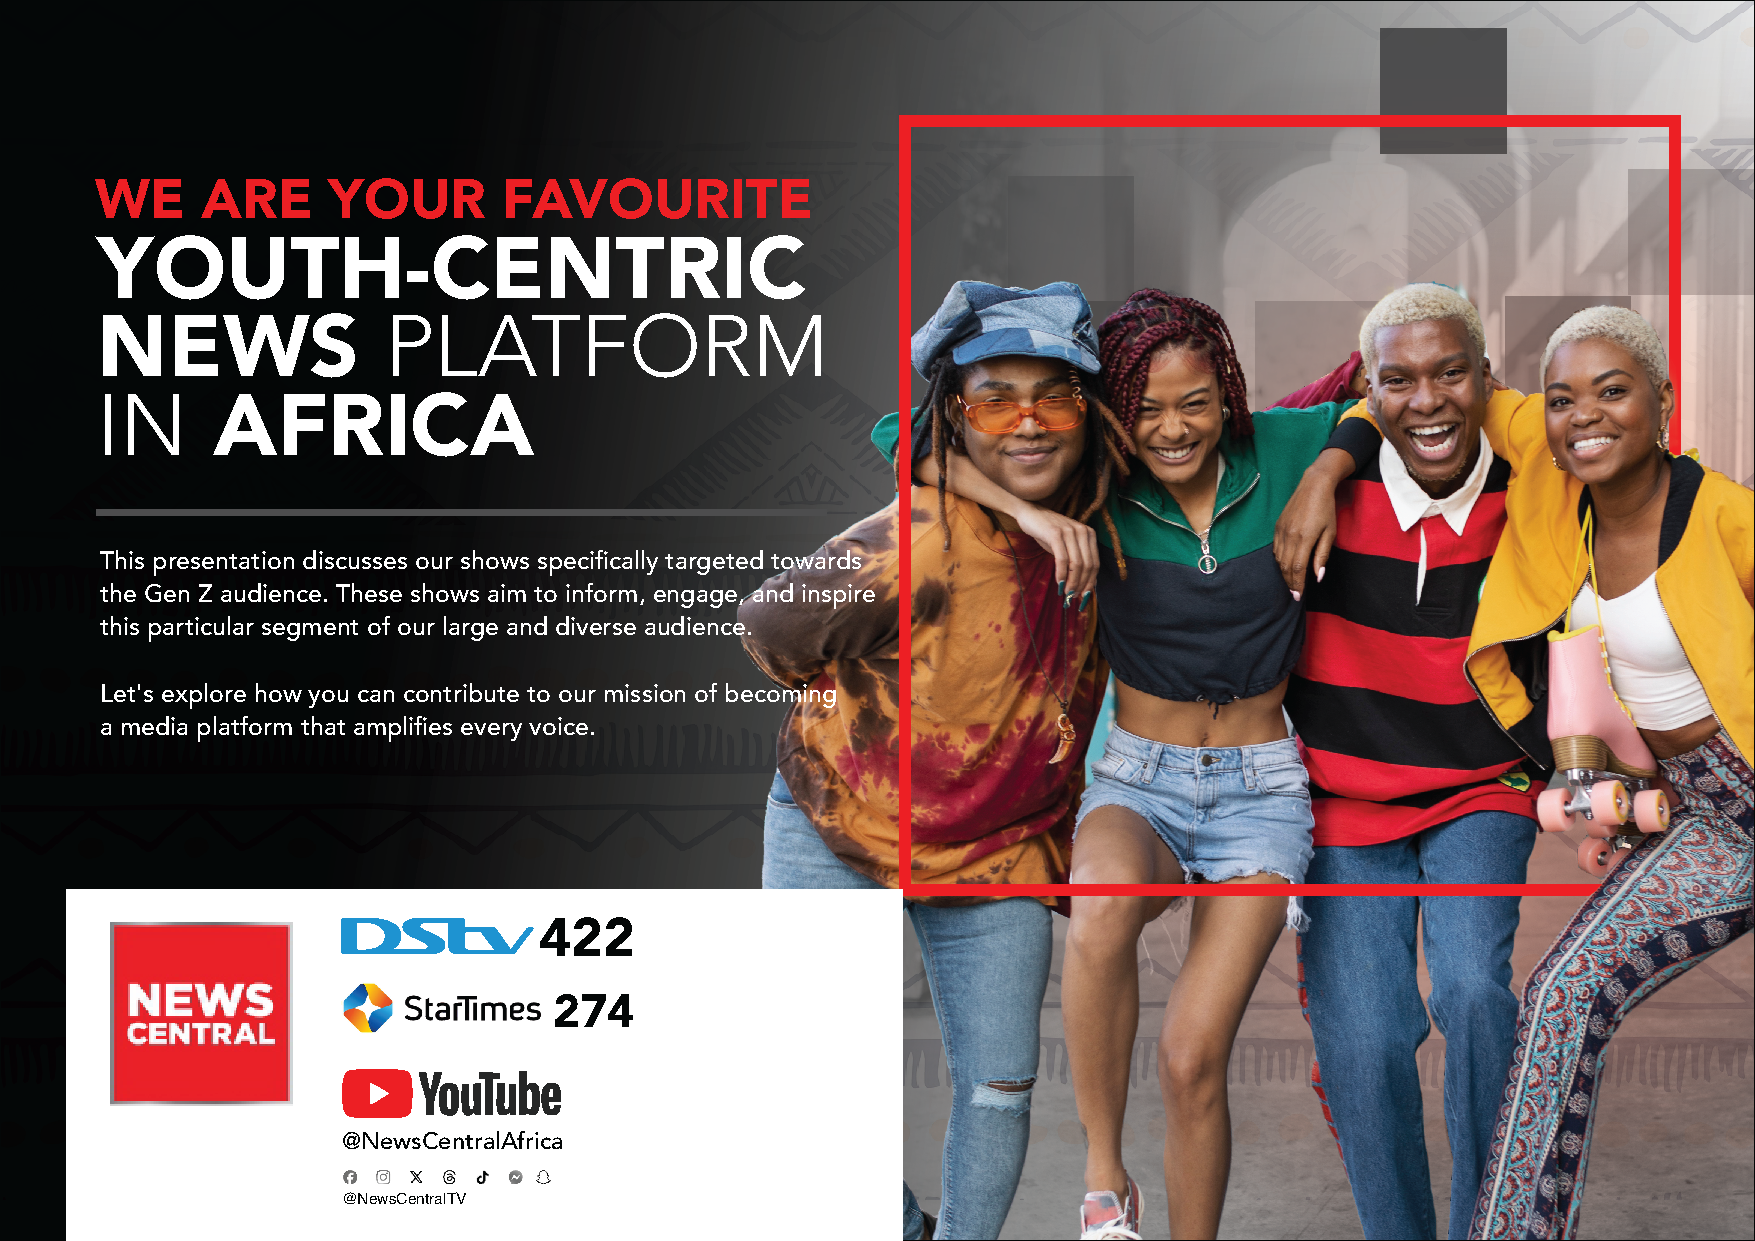 WE ARE YOUR FAVOURITE
YOUTH-CENTRIC
NEWS PLATFORM
IN AFRICA
This presentation discusses our shows specifically targeted towards
the Gen Z audience. These shows aim to inform, engage, and inspire
this particular segment of our large and diverse audience.
Let's explore how you can contribute to our mission of becoming
a media platform that amplifies every voice.
NEWS
CENTRAL
DStv 422
StarTimes 274
YouTube
@NewsCentralAfrica
@NewsCentralTV